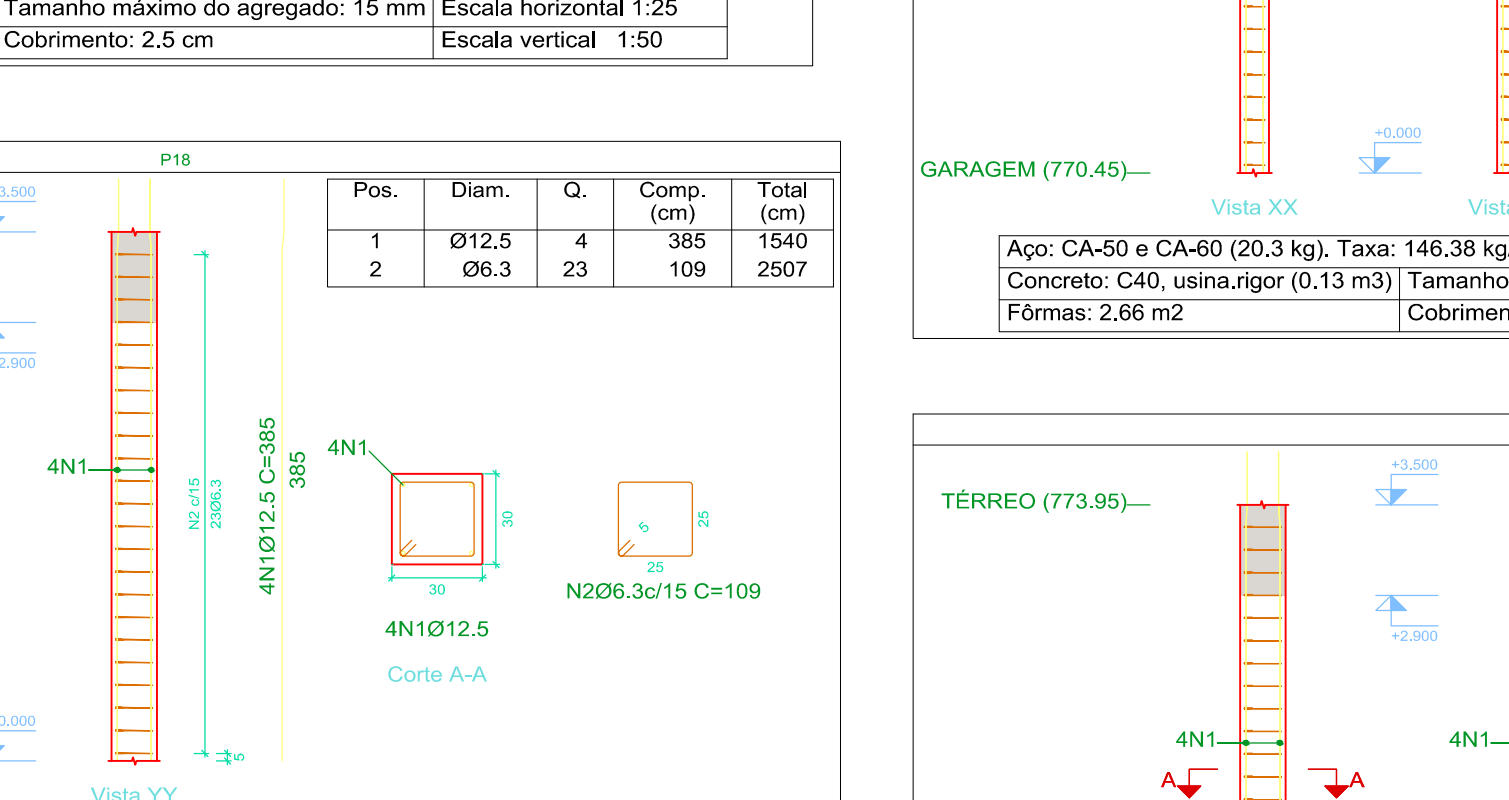 Tamanho máximo do agregado: 15 mm
Escala horizontal 1:25
Cobrimento: 2.5 cm
Escala vertical 1:50
P18
3.500
2.900
0.000
4N1
N2 c/15
23Ø6.3
5
4N1Ø12.5 C=385
385
Vista YY
Pos. Diam. Q. Comp. (cm) Total (cm)
1 Ø12.5 4 385 1540
2 Ø6.3 23 109 2507
4N1
30
30
4N1Ø12.5
Corte A-A
5
25
25
N2Ø6.3c/15 C=109
GARAGEM (770.45)
+0.000
Vista XX
Vista
Aço: CA-50 e CA-60 (20.3 kg). Taxa: 146.38 kg
Concreto: C40, usina.rigor (0.13 m3)
Tamanho
Fôrmas: 2.66 m2
Cobrimen
TÉRREO (773.95)
+3.500
+2.900
4N1
4N1
A
A